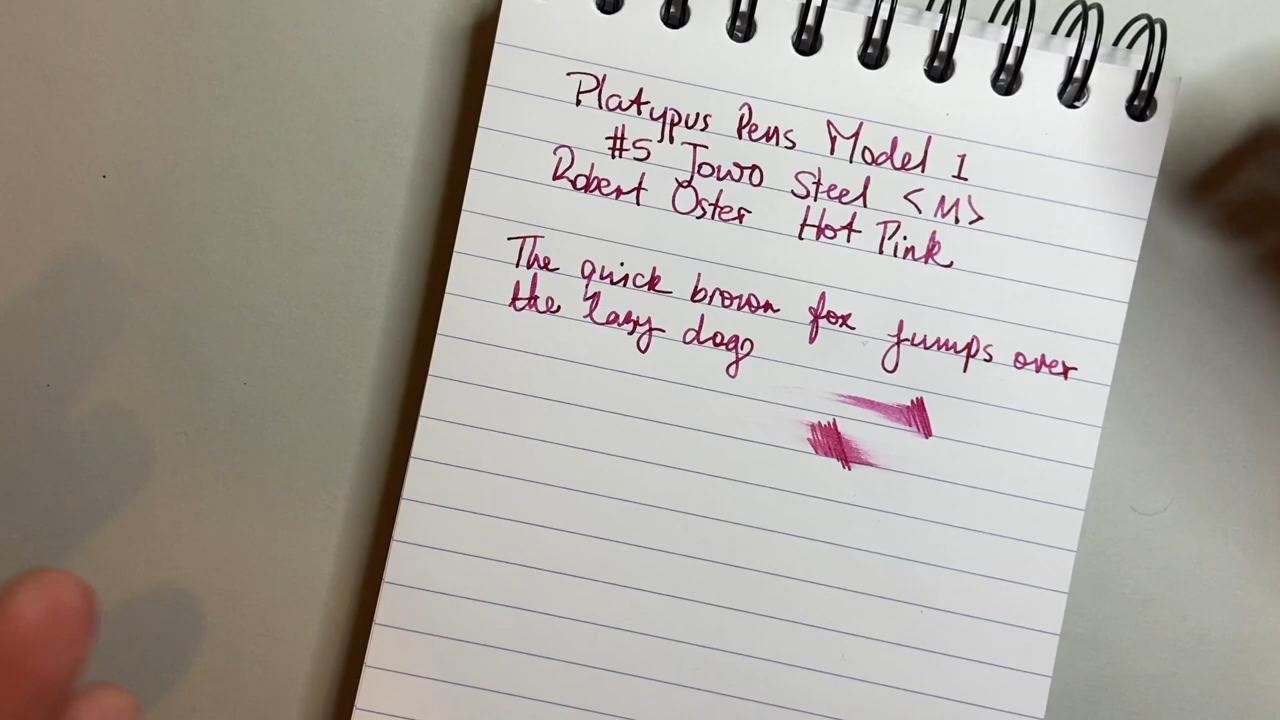 Platypus Pens Model 1
#5 Jowo Steel <M>
Robert Oster Hot Pink
The quick brown fox jumps over
the lazy dog